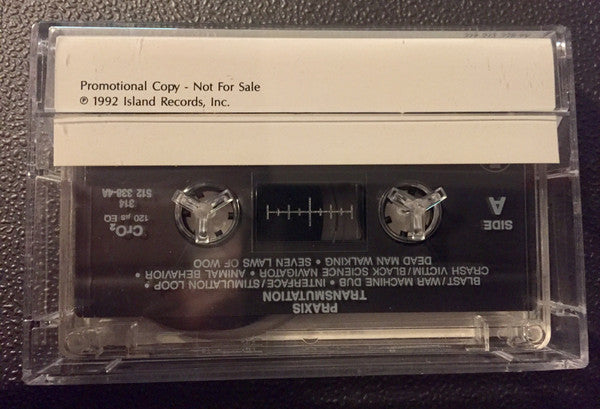 Promotional Copy - Not For Sale
℗ 1992 Island Records, Inc.
PRAXIS
TRANSMUTATION
BLAST/WAR MACHINE DUB • INTERFACE/STIMULATION LOOP •
CRASH VICTIM/BLACK SCIENCE NAVIGATOR • ANIMAL BEHAVIOR •
DEAD MAN WALKING • SEVEN LAWS OF WOO
SIDE
A
CrO2
120 µs EQ
314
512 338-4A